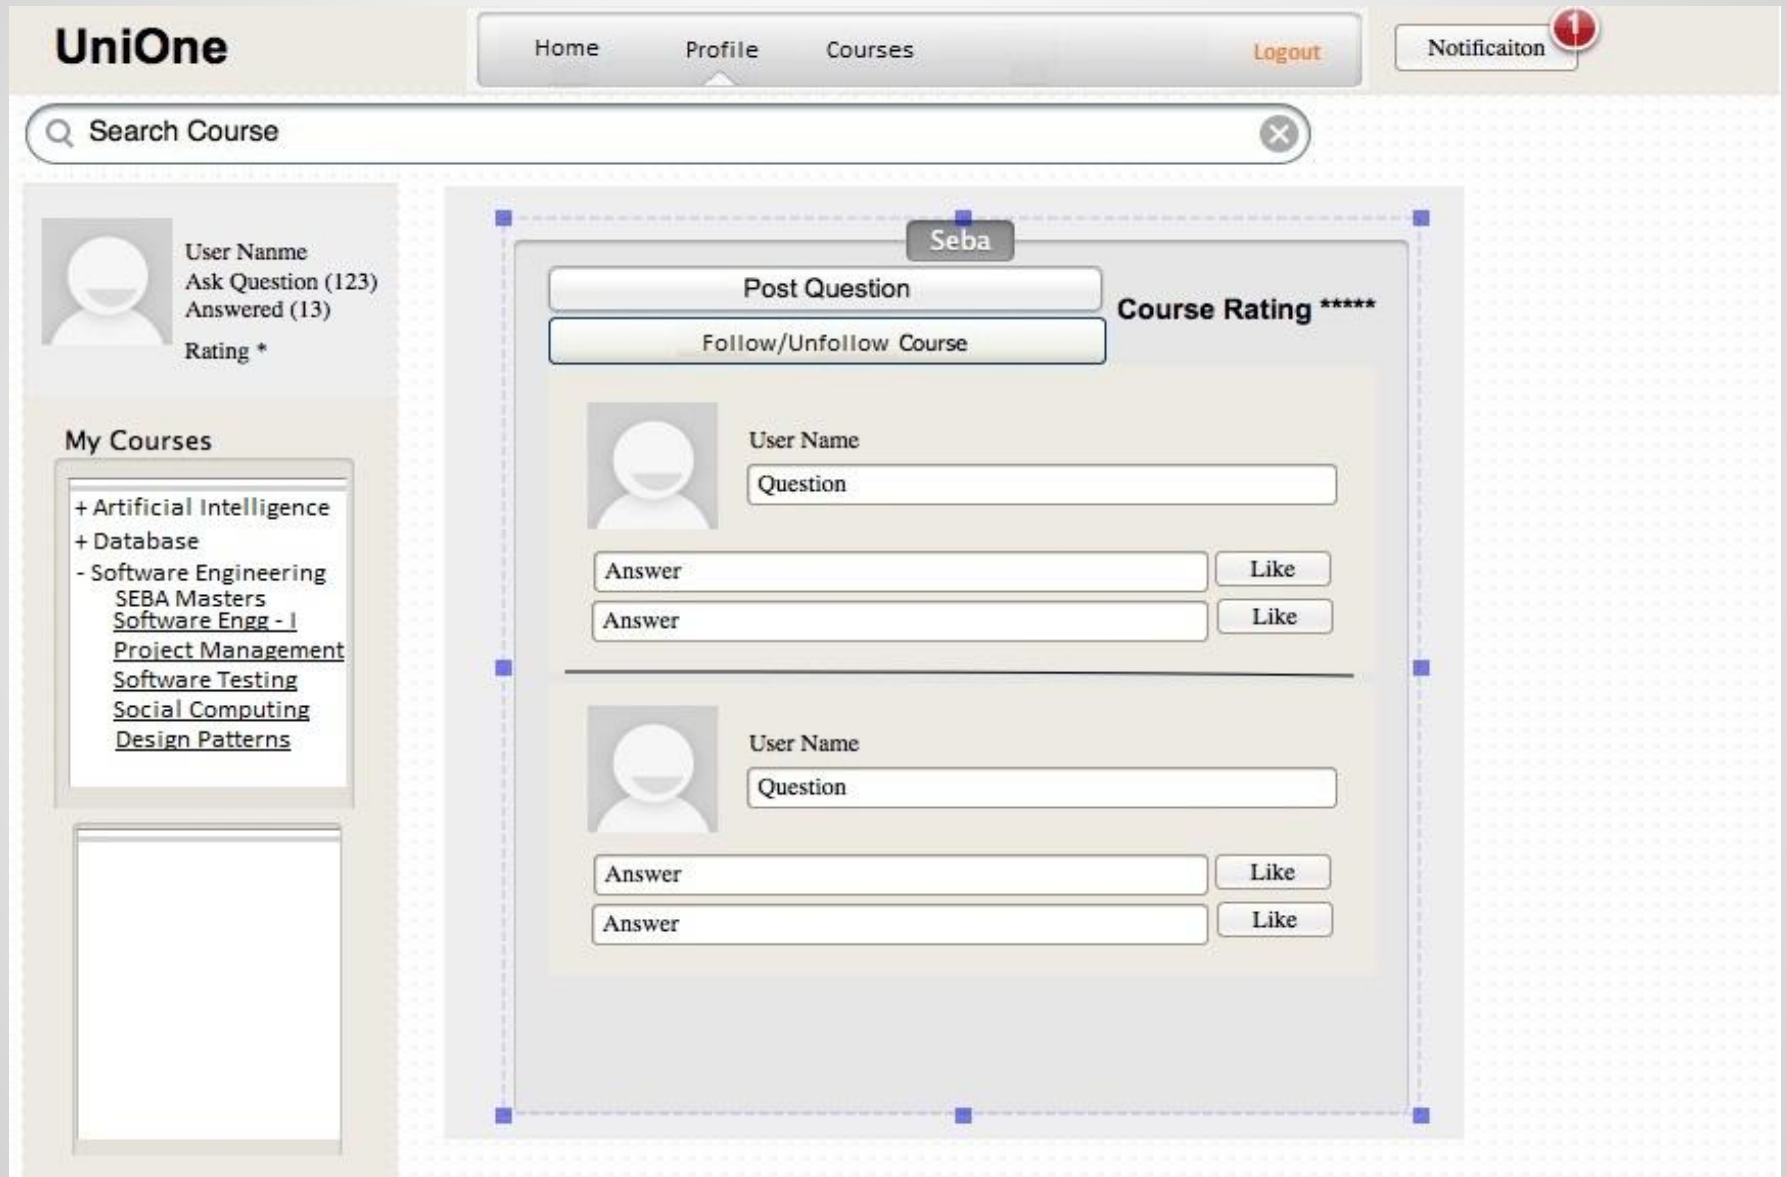 UniOne
Home Profile Courses Logout
Notificaiton
1
Search Course
User Nanme
Ask Question (123)
Answered (13)
Rating *
My Courses
+ Artificial Intelligence
+ Database
- Software Engineering
SEBA Masters
Software Engg - I
Project Management
Software Testing
Social Computing
Design Patterns
Seba
Post Question
Course Rating *****
Follow/Unfollow Course
User Name
Question
Answer
Like
Answer
Like
User Name
Question
Answer
Like
Answer
Like